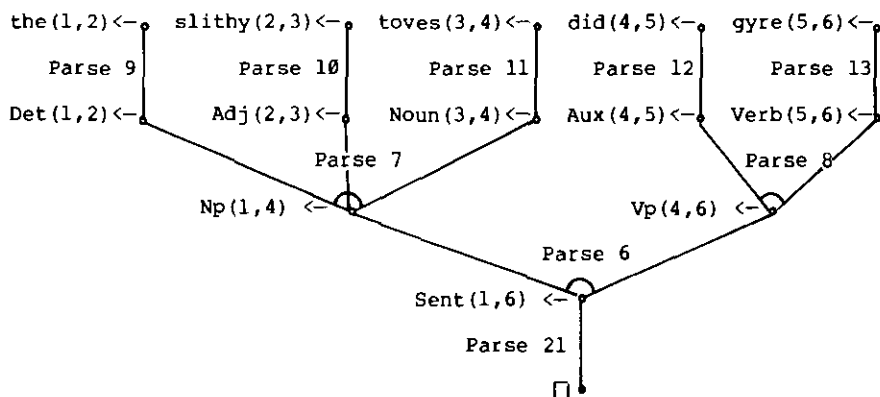 the(1,2)<- slithy(2,3)<- toves(3,4)<- did(4,5)<- gyre(5,6)<-
Parse 9 Parse 10 Parse 11 Parse 12 Parse 13
Det(1,2)<- Adj(2,3)<- Noun(3,4)<- Aux(4,5)<- Verb(5,6)<-
Parse 7 Parse 8
Np(1,4) <- Vp(4,6) <-
Parse 6
Sent(1,6) <-
Parse 21